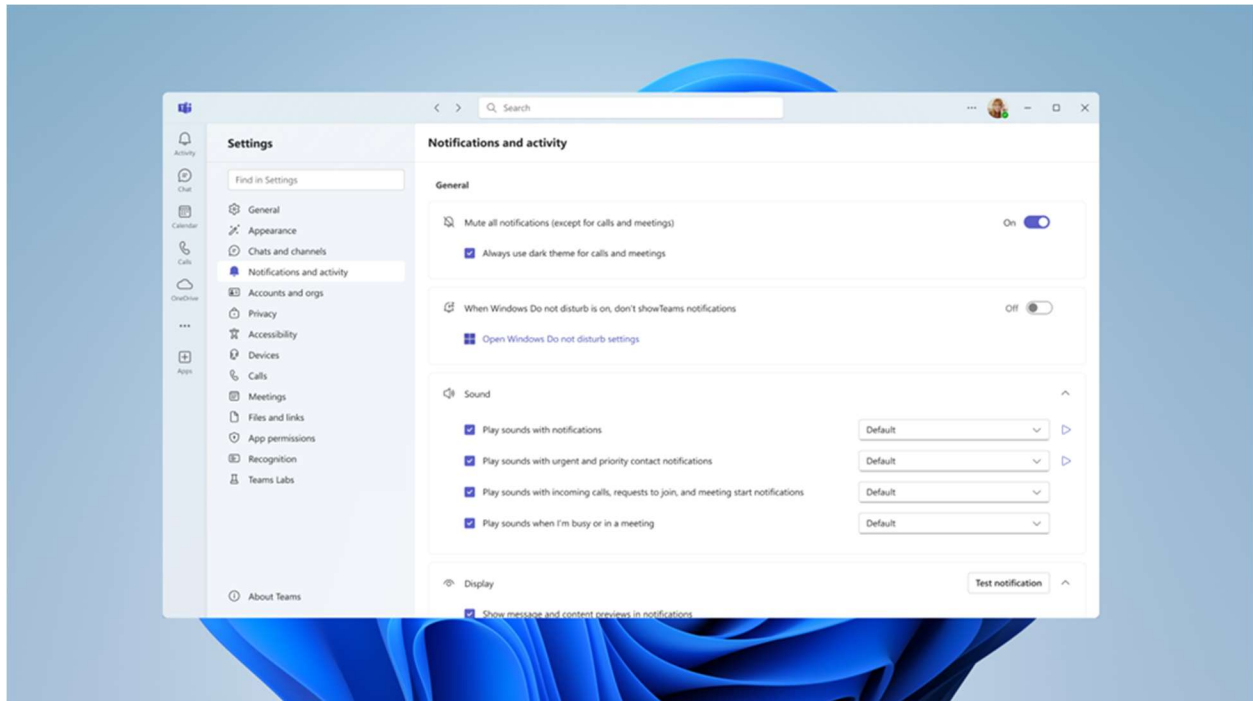 Search
Activity
Chat
Calendar
Calls
OneDrive
Apps
Settings
Find in Settings
General
Appearance
Chats and channels
Notifications and activity
Accounts and orgs
Privacy
Accessibility
Devices
Calls
Meetings
Files and links
App permissions
Recognition
Teams Labs
About Teams
Notifications and activity
General
Mute all notifications (except for calls and meetings)
On
Always use dark theme for calls and meetings
When Windows Do not disturb is on, don't showTeams notifications
Off
Open Windows Do not disturb settings
Sound
Play sounds with notifications
Default
Play sounds with urgent and priority contact notifications
Default
Play sounds with incoming calls, requests to join, and meeting start notifications
Default
Play sounds when I'm busy or in a meeting
Default
Display
Test notification
Show message and content previews in notifications